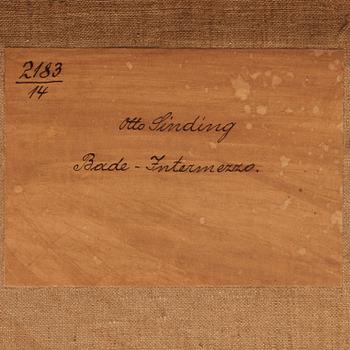 2183
14
Otto Sinding
Bade-Intermezzo.